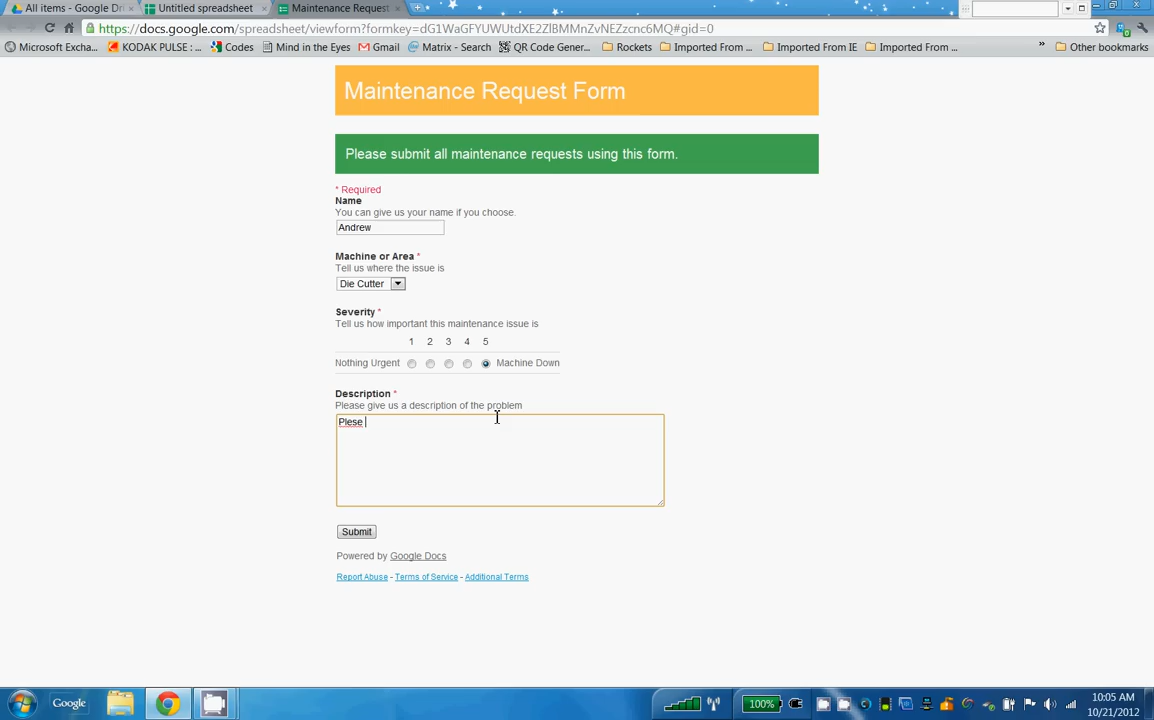 All items - Google Dri
Untitled spreadsheet
Maintenance Request
https://docs.google.com/spreadsheet/viewform?formkey=dG1WaGFYUWUtdXE2ZlBMMnZvNEZzcnc6MQ#gid=0
Microsoft Excha...
KODAK PULSE : ...
Codes
Mind in the Eyes
Gmail
Matrix - Search
QR Code Gener...
Rockets
Imported From ...
Imported From IE
Imported From ...
»
Other bookmarks
Maintenance Request Form
Please submit all maintenance requests using this form.
* Required
Name
You can give us your name if you choose.
Andrew
Machine or Area *
Tell us where the issue is
Die Cutter
Severity *
Tell us how important this maintenance issue is
1 2 3 4 5
Nothing Urgent Machine Down
Description *
Please give us a description of the problem
Plese
Submit
Powered by Google Docs
Report Abuse - Terms of Service - Additional Terms
Google
100%
10:05 AM
10/21/2012